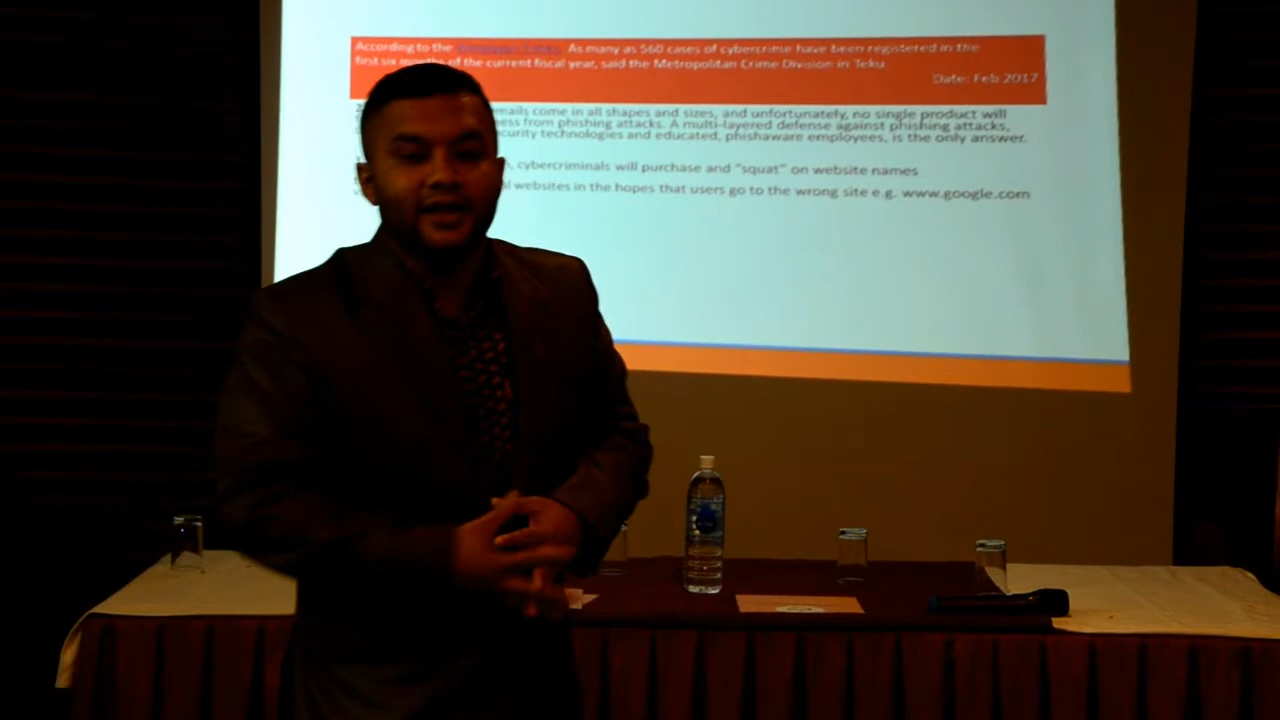 According to the As many as 560 cases of cybercrime have been registered in the
first six months of the current fiscal year, said the Metropolitan Crime Division in Teku
Date: Feb 2017
emails come in all shapes and sizes, and unfortunately, no single product will
from phishing attacks. A multi-layered defense against phishing attacks,
technologies and educated, phishaware employees, is the only answer.
cybercriminals will purchase and "squat" on website names
websites in the hopes that users go to the wrong site e.g. www.google.com